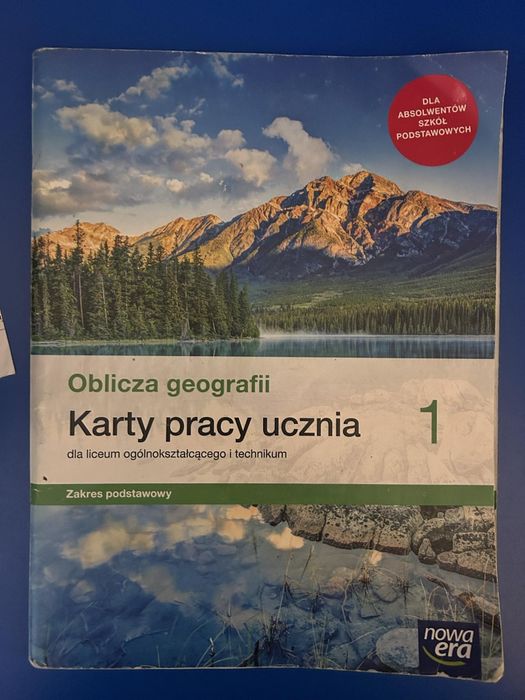 DLA
ABSOLWENTÓW
SZKÓŁ
PODSTAWOWYCH
Oblicza geografii
Karty pracy ucznia 1
dla liceum ogólnokształcącego i technikum
Zakres podstawowy
nowa
era